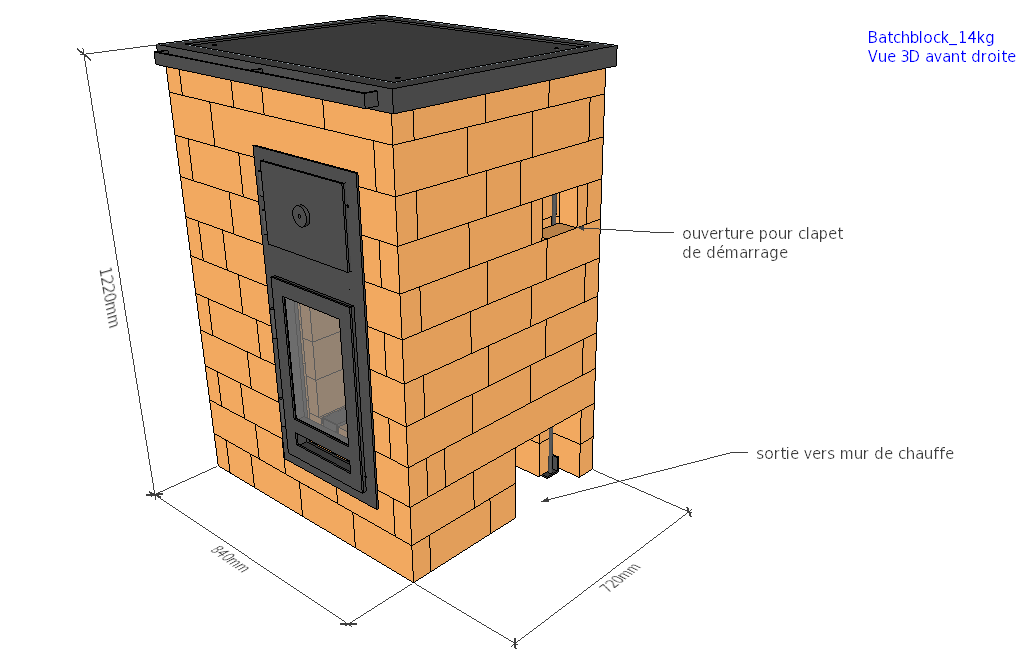 Batchblock_14kg
Vue 3D avant droite
ouverture pour clapet
de démarrage
1220mm
sortie vers mur de chauffe
840mm
720mm